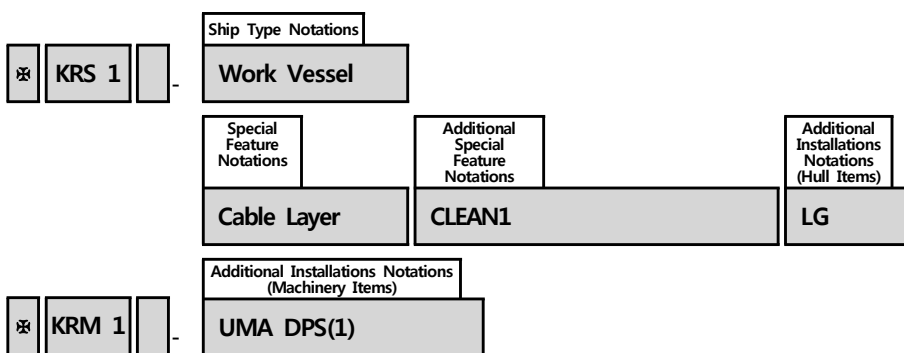 Ship Type Notations
✠ KRS 1 - Work Vessel
Special
Feature
Notations
Additional
Special
Feature
Notations
Additional
Installations
Notations
(Hull Items)
Cable Layer
CLEAN1
LG
Additional Installations Notations
(Machinery Items)
✠ KRM 1 - UMA DPS(1)